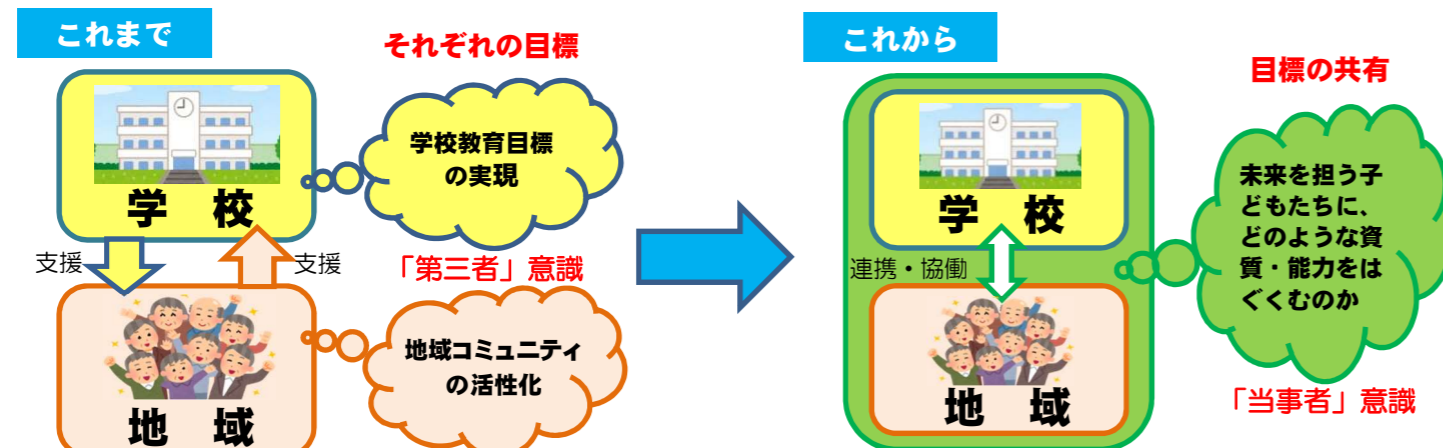 これまで
それぞれの目標
学校教育目標
の実現
学　校
支援
支援
「第三者」意識
地域コミュニティ
の活性化
地　域
これから
目標の共有
学　校
連携・協働
未来を担う子
どもたちに、
どのような資
質・能力をは
ぐくむのか
地　域
「当事者」意識